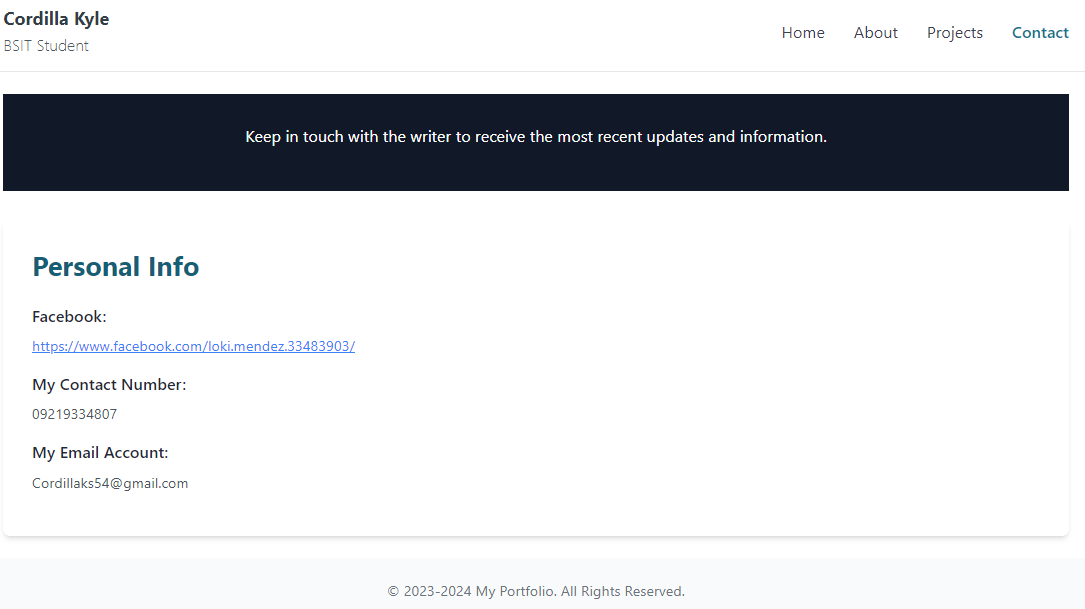 Cordilla Kyle
BSIT Student
Home About Projects Contact
Keep in touch with the writer to receive the most recent updates and information.
Personal Info
Facebook:
https://www.facebook.com/loki.mendez.33483903/
My Contact Number:
09219334807
My Email Account:
Cordillaks54@gmail.com
© 2023-2024 My Portfolio. All Rights Reserved.